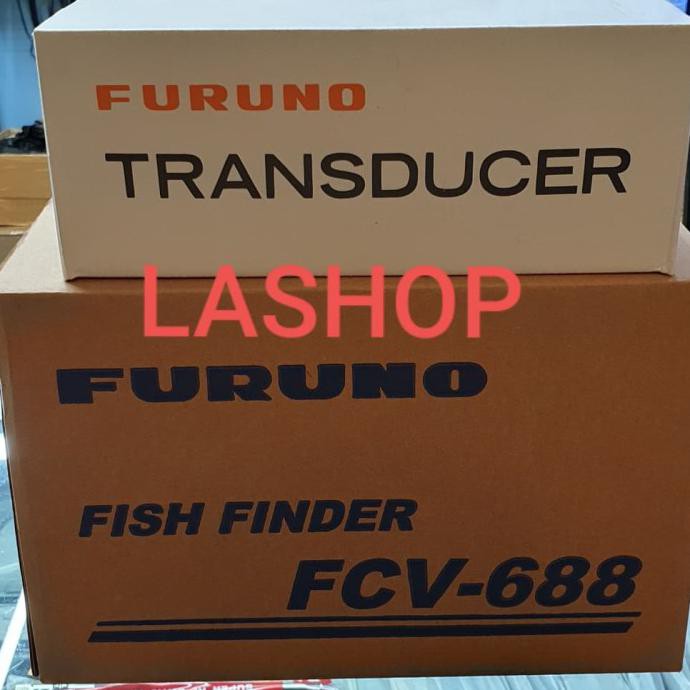 FURUNO
TRANSDUCER
LASHOP
FURUNO
FISH FINDER
FCV-688